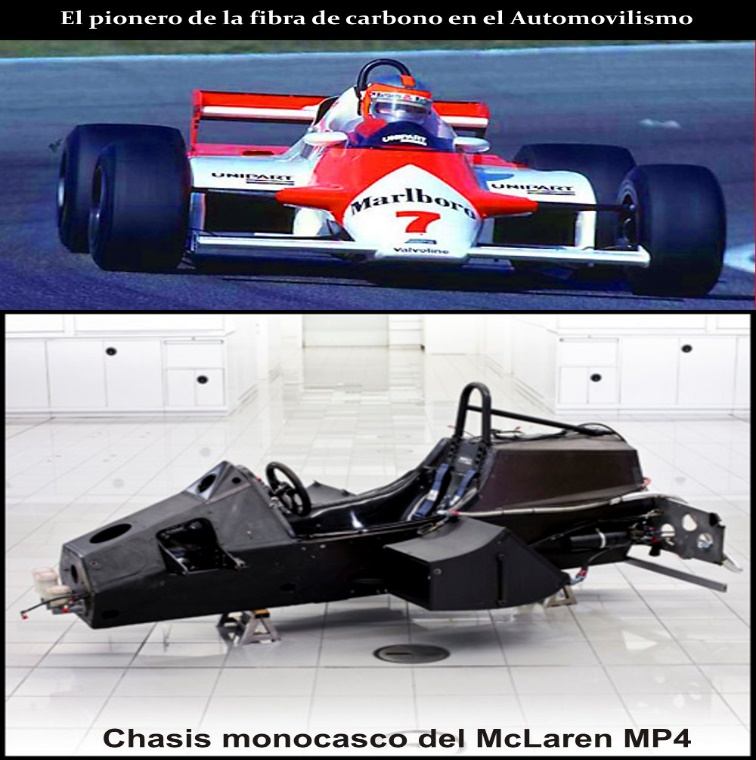 El pionero de la fibra de carbono en el Automovilismo
UNIPART
UNIPART
UNIPART
Marlboro
7
Valvoline
Chasis monocasco del McLaren MP4